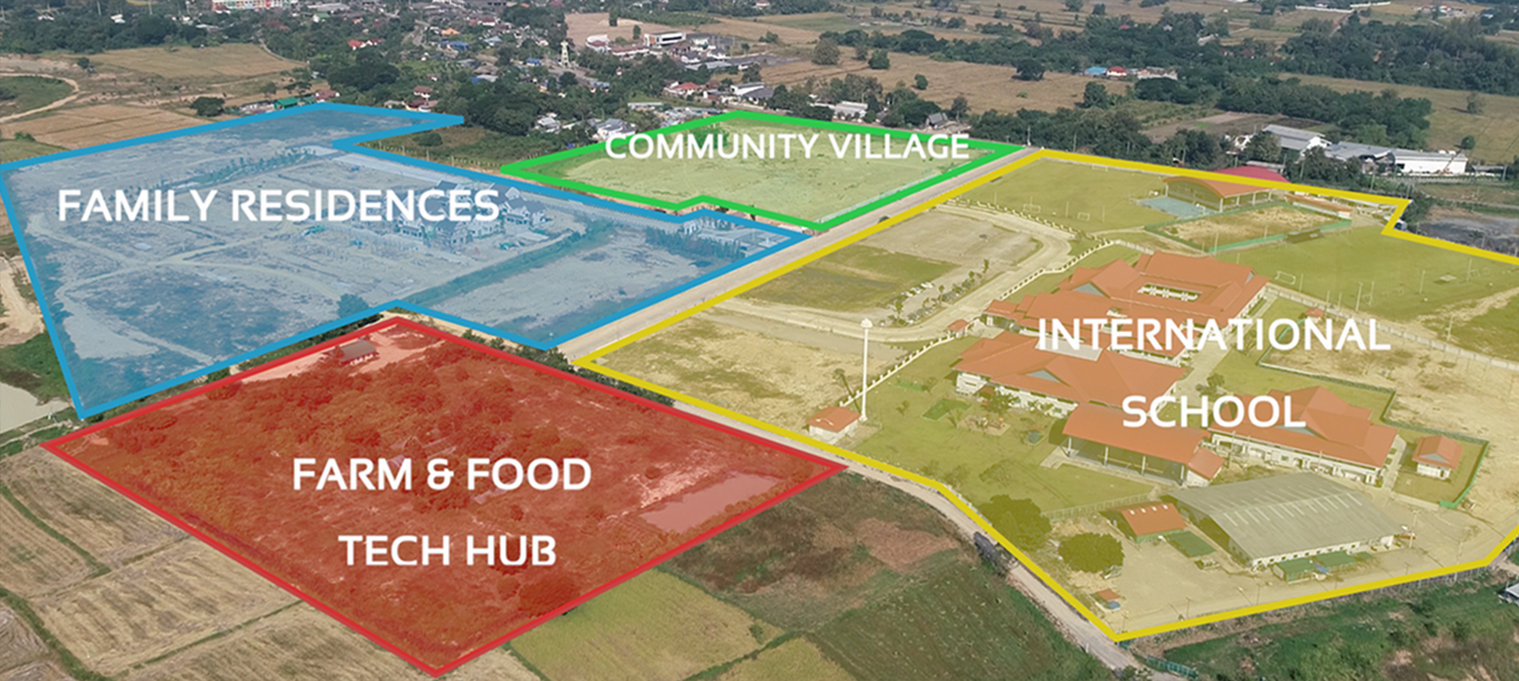 COMMUNITY VILLAGE
FAMILY RESIDENCES
INTERNATIONAL
SCHOOL
FARM & FOOD
TECH HUB